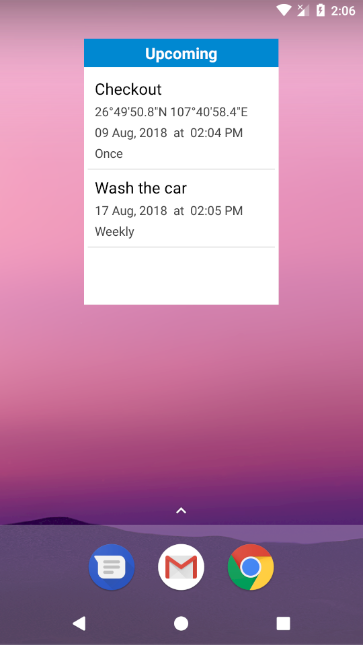 2:06
Upcoming
Checkout
26°49'50.8"N 107°40'58.4"E
09 Aug, 2018 at 02:04 PM
Once
Wash the car
17 Aug, 2018 at 02:05 PM
Weekly